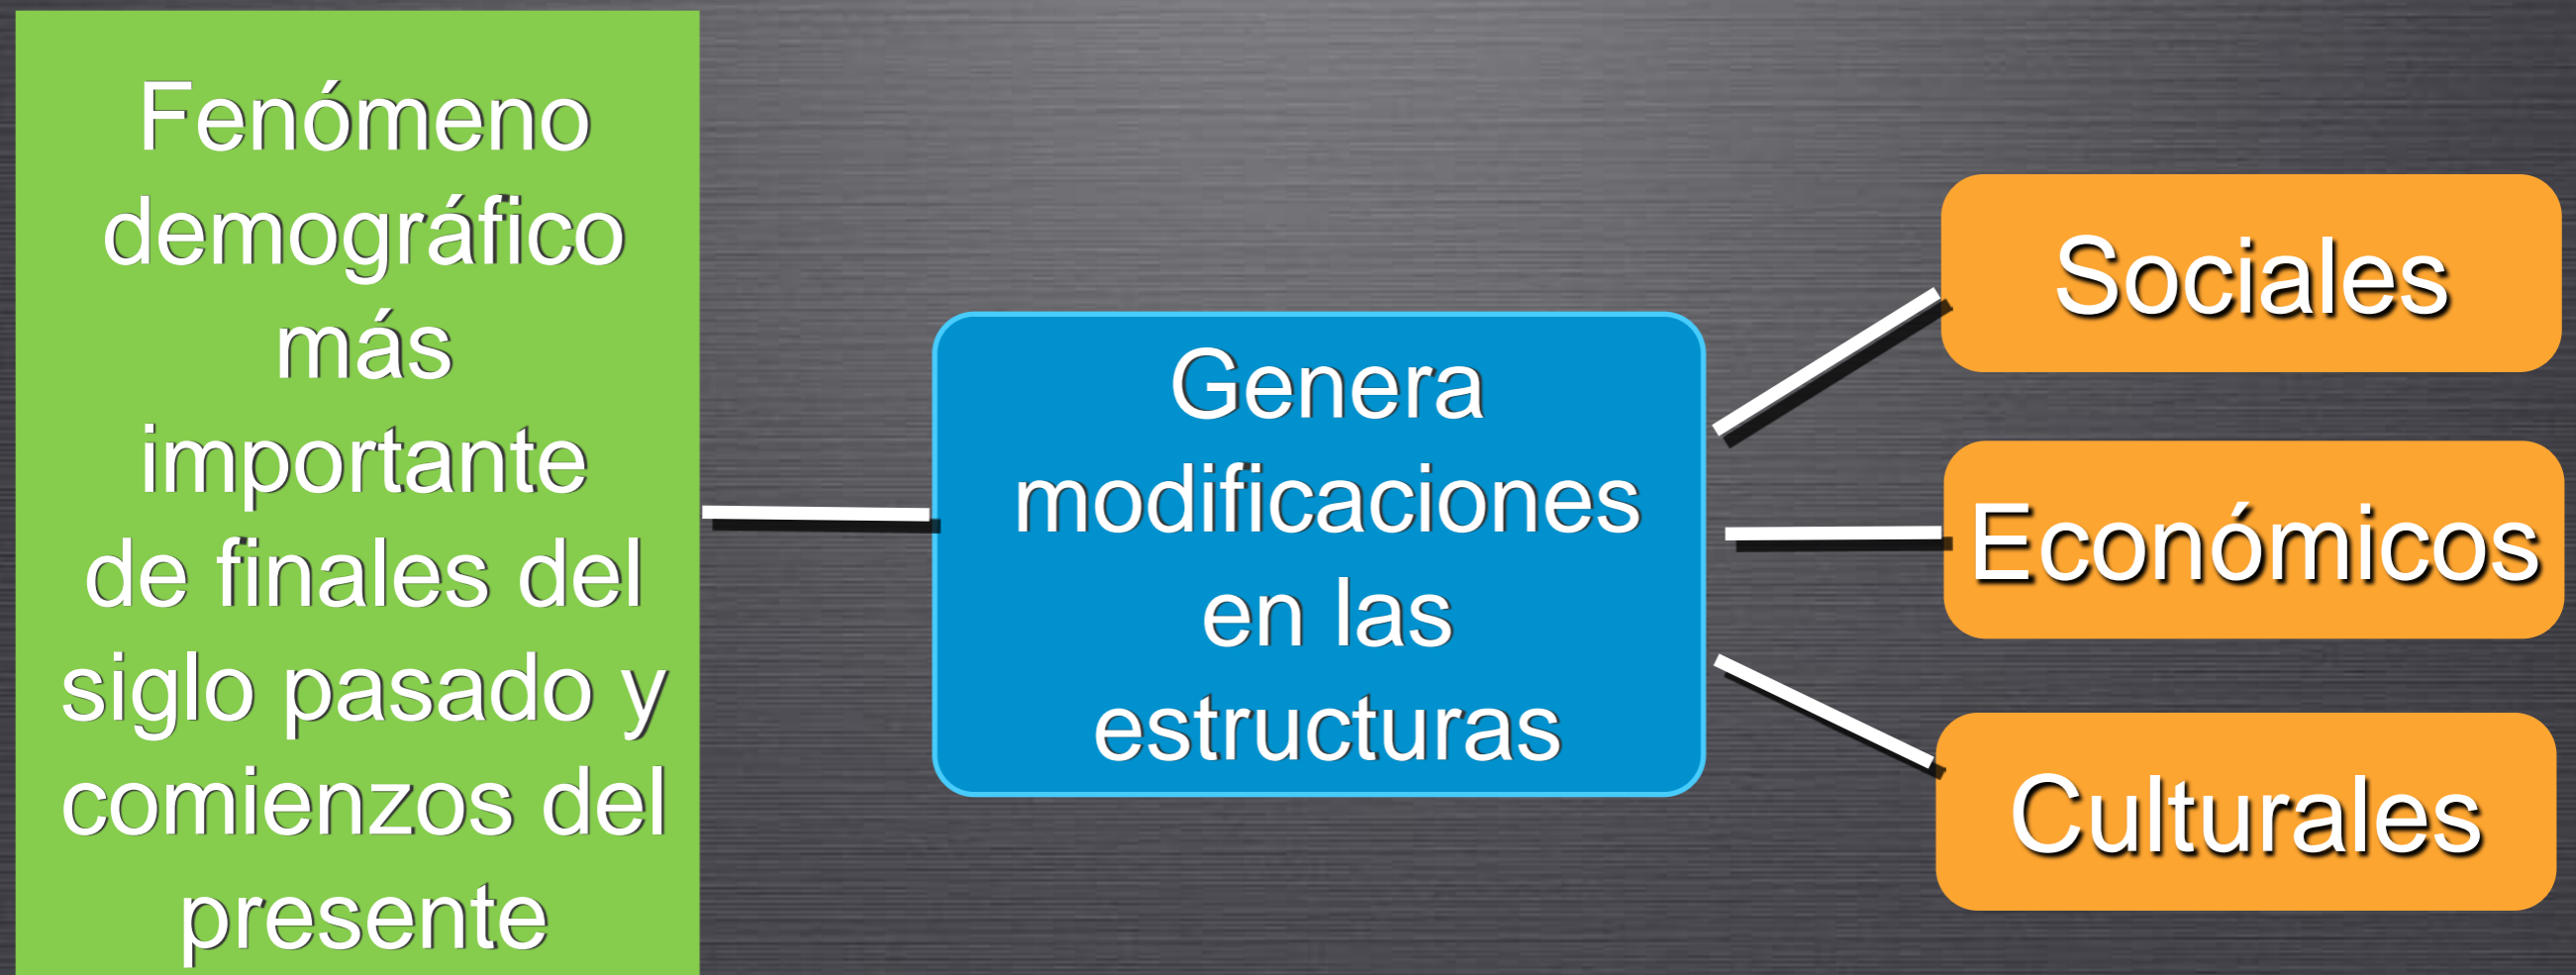 Fenómeno
demográfico
más
importante
de finales del
siglo pasado y
comienzos del
presente
Genera
modificaciones
en las
estructuras
Sociales
Económicos
Culturales